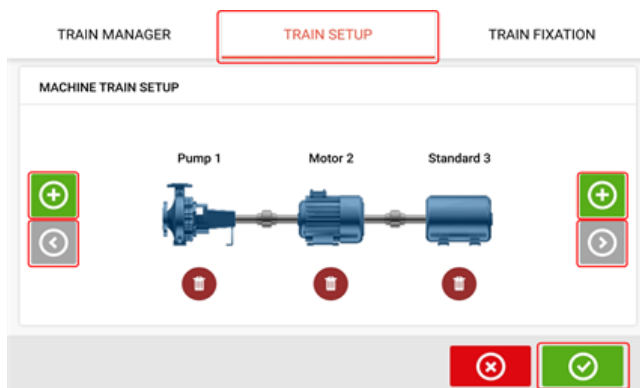 TRAIN MANAGER TRAIN SETUP TRAIN FIXATION
MACHINE TRAIN SETUP
Pump 1 Motor 2 Standard 3